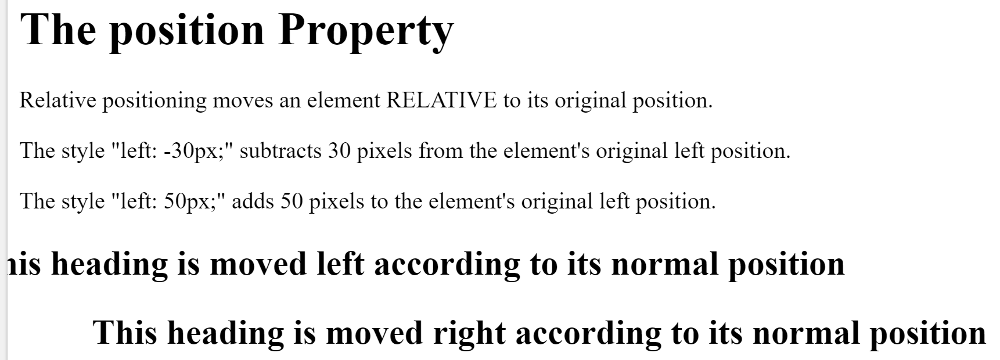 The position Property
Relative positioning moves an element RELATIVE to its original position.
The style "left: -30px;" subtracts 30 pixels from the element's original left position.
The style "left: 50px;" adds 50 pixels to the element's original left position.
his heading is moved left according to its normal position
This heading is moved right according to its normal position